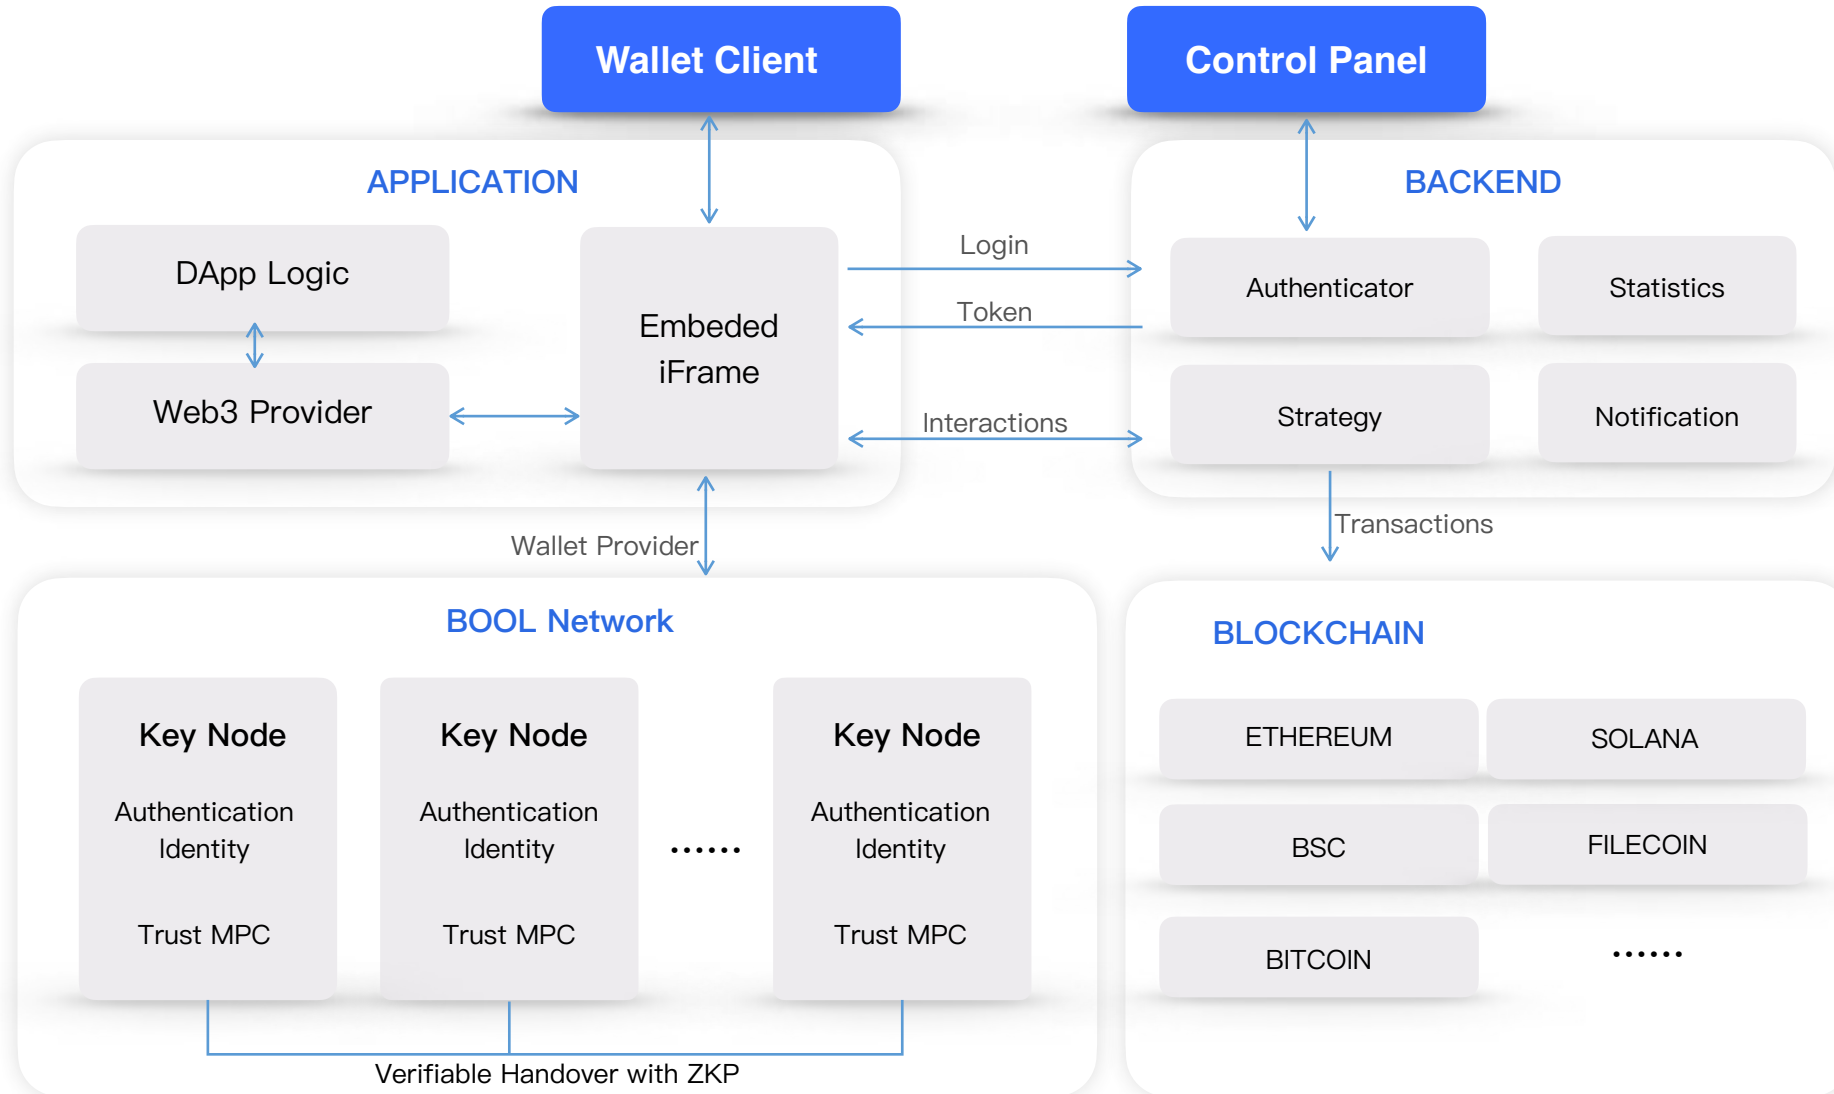 Wallet Client
Control Panel
APPLICATION
DApp Logic
Web3 Provider
Embeded
iFrame
Login
Token
Interactions
BACKEND
Authenticator
Statistics
Strategy
Notification
Wallet Provider
Transactions
BOOL Network
Key Node
Authentication
Identity
Trust MPC
Key Node
Authentication
Identity
Trust MPC
......
Key Node
Authentication
Identity
Trust MPC
Verifiable Handover with ZKP
BLOCKCHAIN
ETHEREUM
SOLANA
BSC
FILECOIN
BITCOIN
......